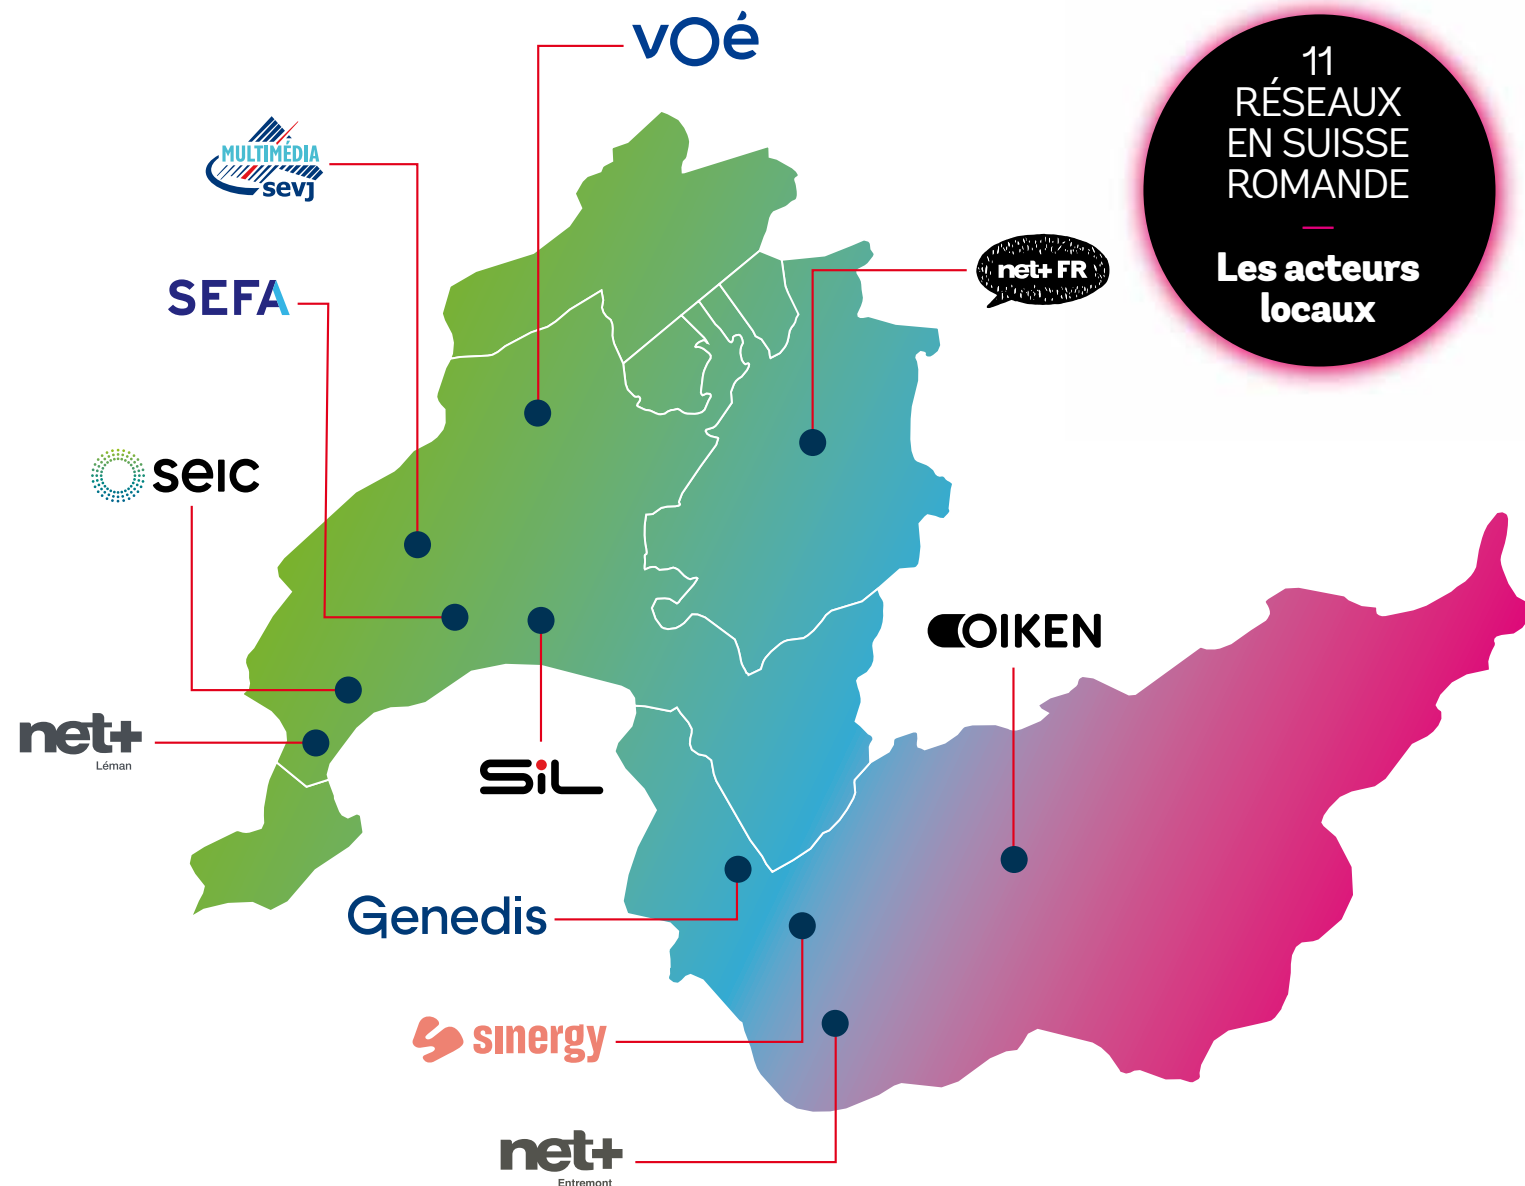 vOé
11
RÉSEAUX
EN SUISSE
ROMANDE
Les acteurs
locaux
MULTIMÉDIA
sevj
net+ FR
SEFA
seic
OIKEN
net+
Léman
SiL
Genedis
sinergy
net+
Entremont